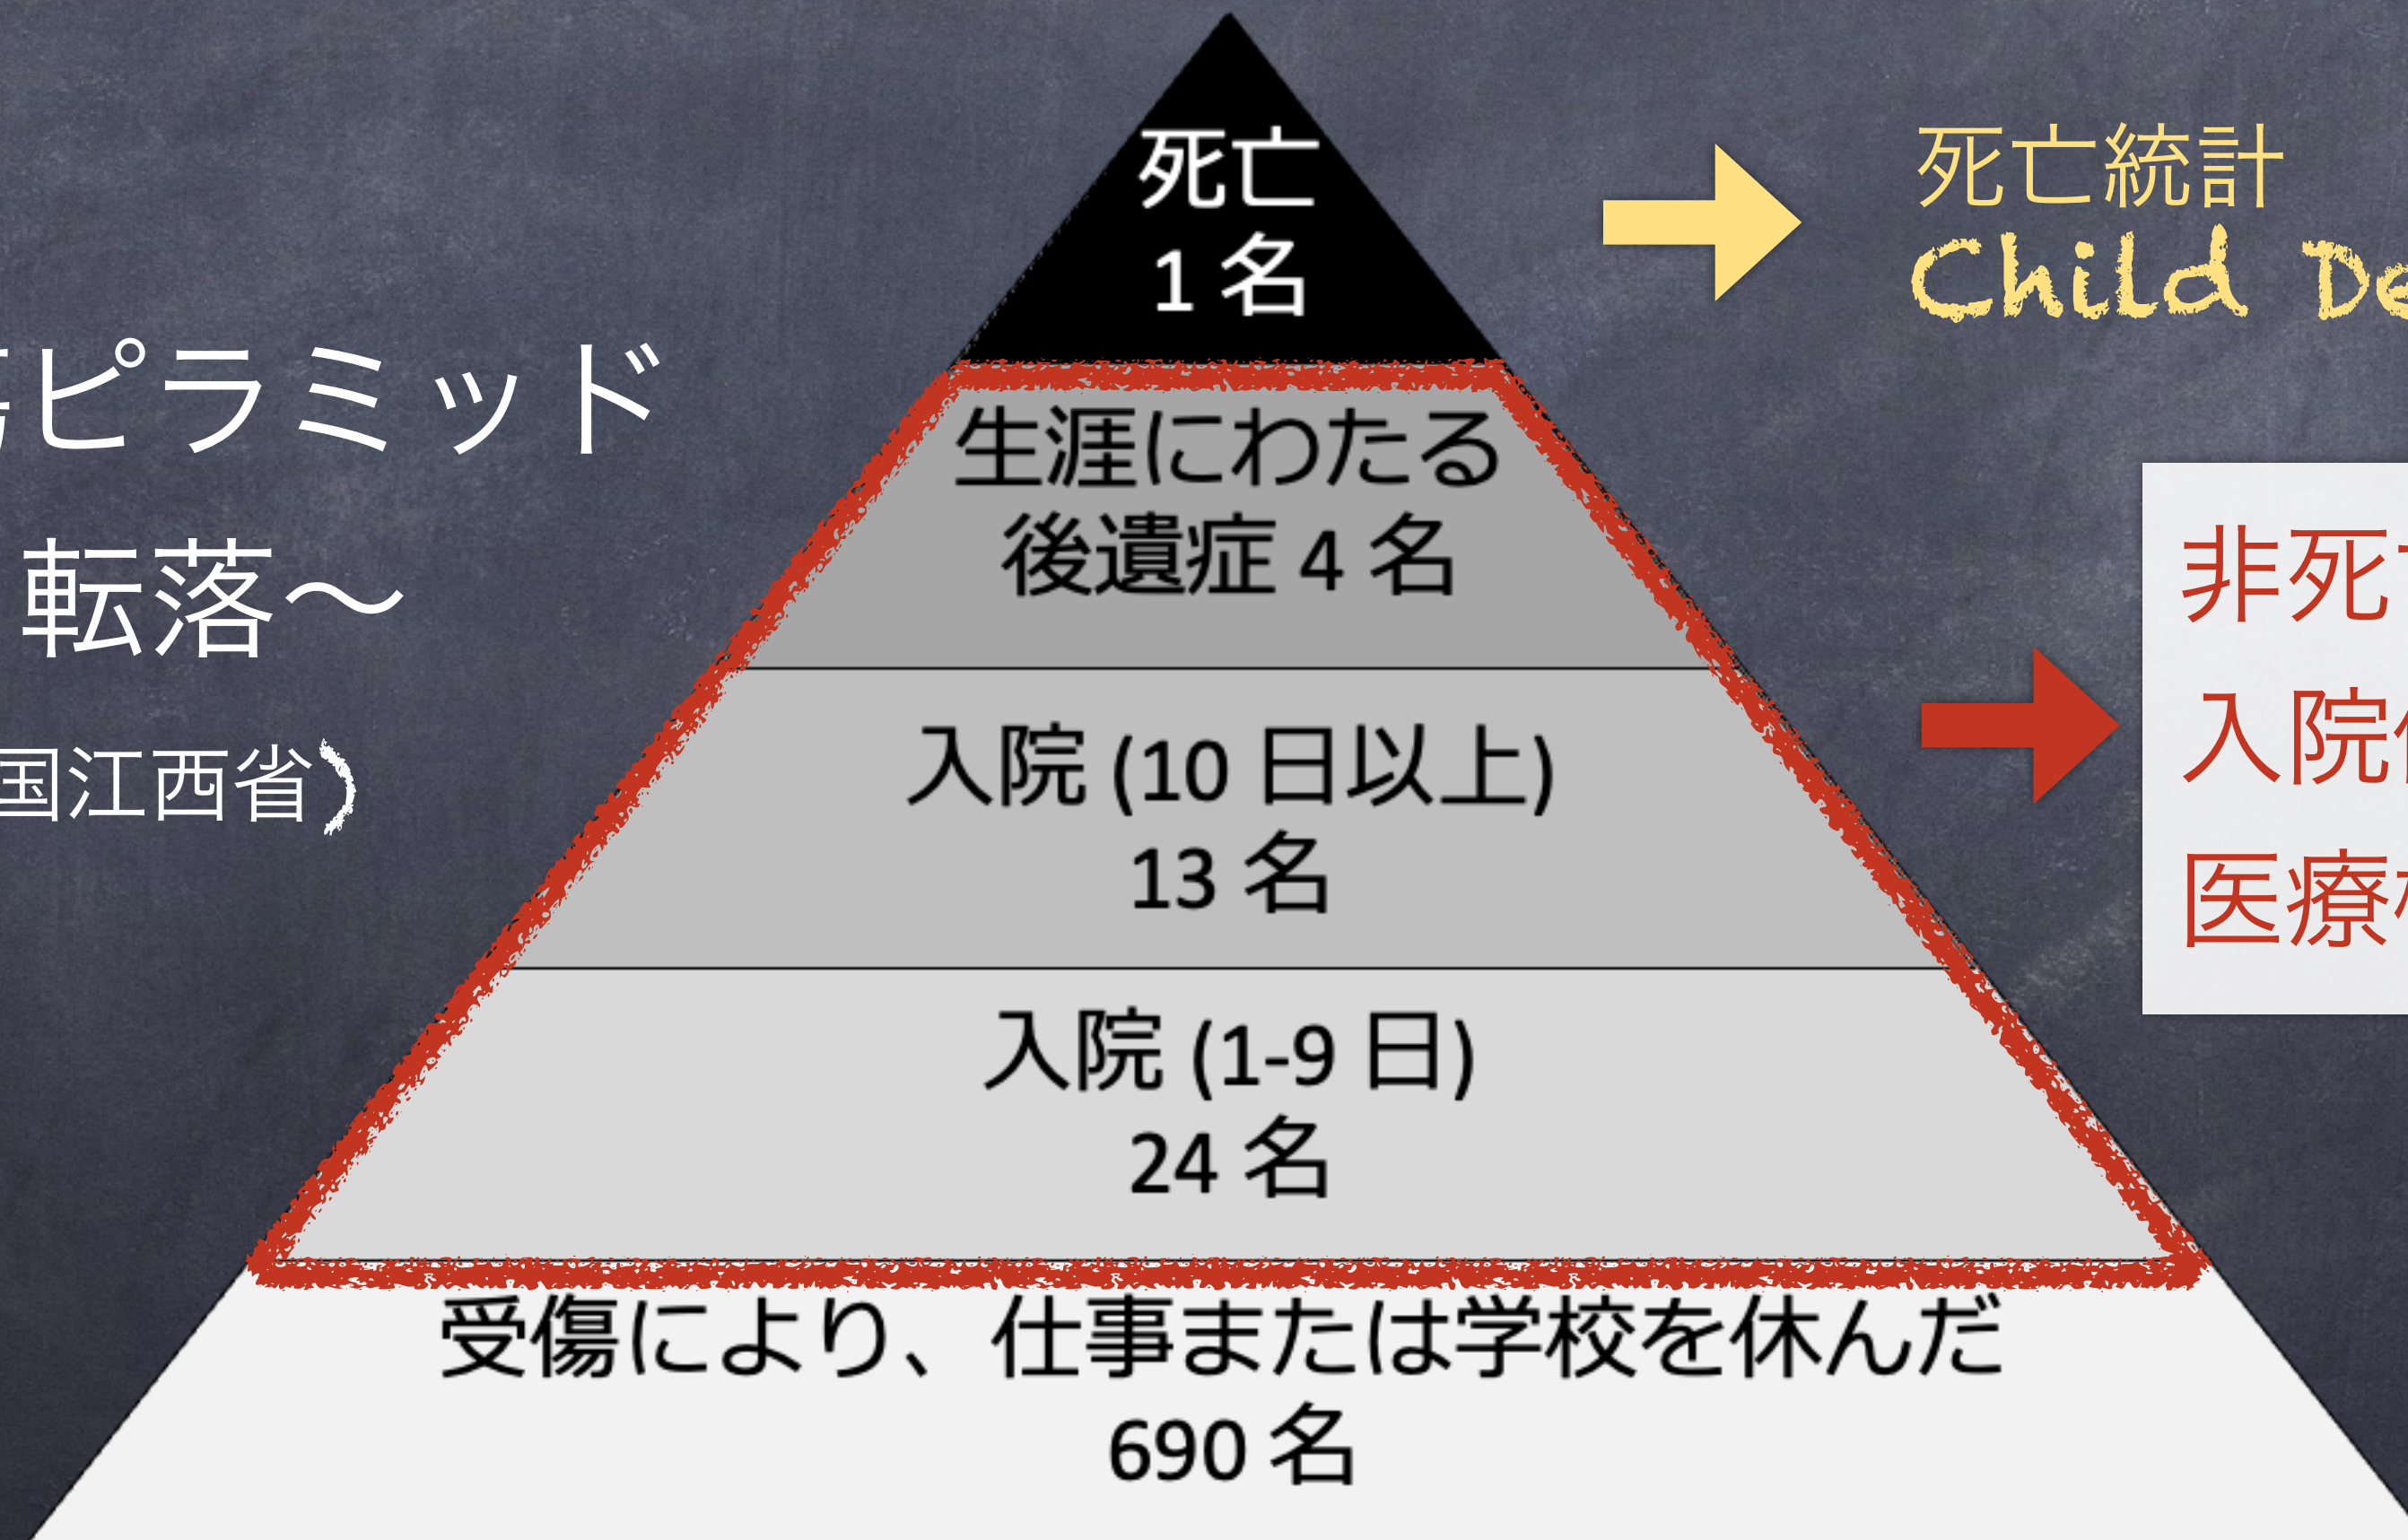 死亡
1 名
死亡統計
Child
傷ピラミッド
転落〜
生涯にわたる
後遺症 4 名
国江西省)
入院 (10 日以上)
13 名
非死
入院
医療
入院 (1-9 日)
24 名
受傷により、仕事または学校を休んだ
690 名